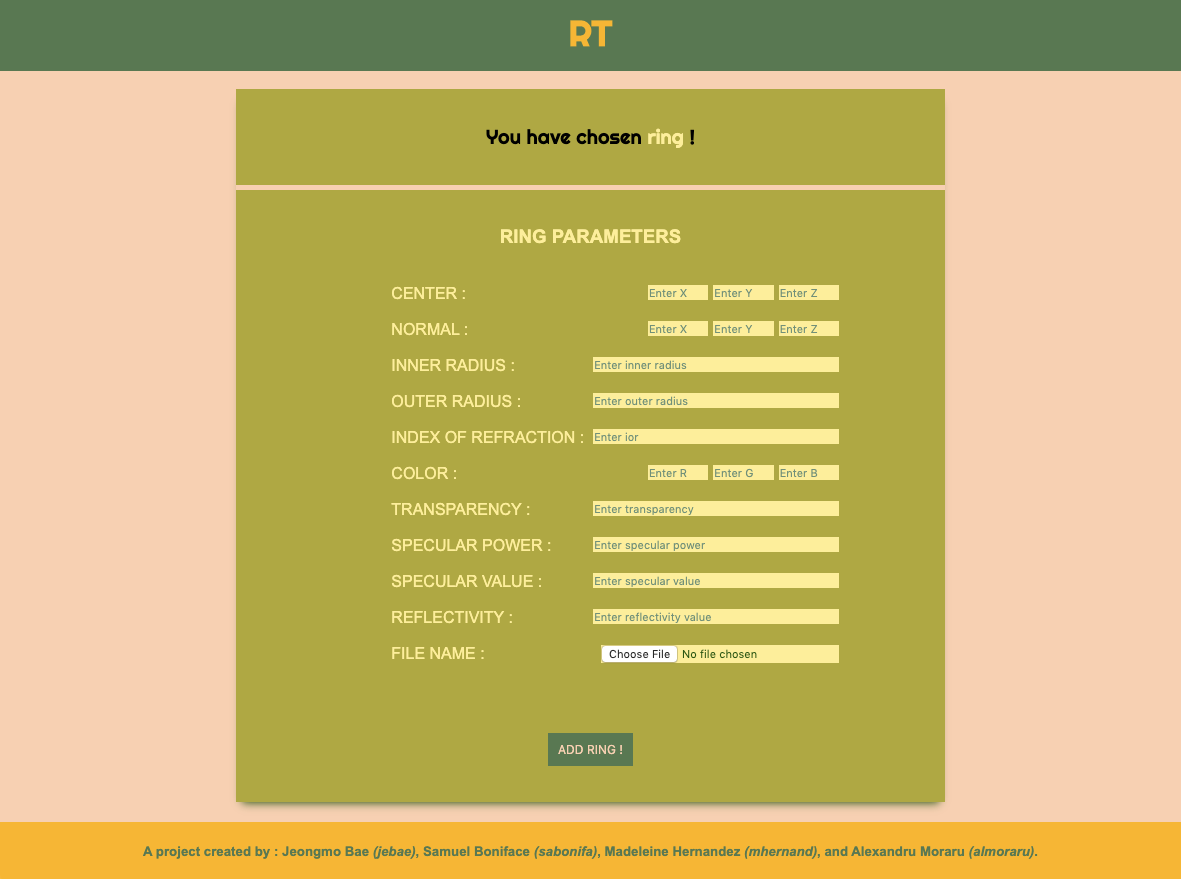 RT
You have chosen ring !
RING PARAMETERS
CENTER : Enter X Enter Y Enter Z
NORMAL : Enter X Enter Y Enter Z
INNER RADIUS : Enter inner radius
OUTER RADIUS : Enter outer radius
INDEX OF REFRACTION : Enter ior
COLOR : Enter R Enter G Enter B
TRANSPARENCY : Enter transparency
SPECULAR POWER : Enter specular power
SPECULAR VALUE : Enter specular value
REFLECTIVITY : Enter reflectivity value
FILE NAME : Choose File No file chosen
ADD RING !
A project created by : Jeongmo Bae (jebae), Samuel Boniface (sabonifa), Madeleine Hernandez (mhernand), and Alexandru Moraru (almoraru).